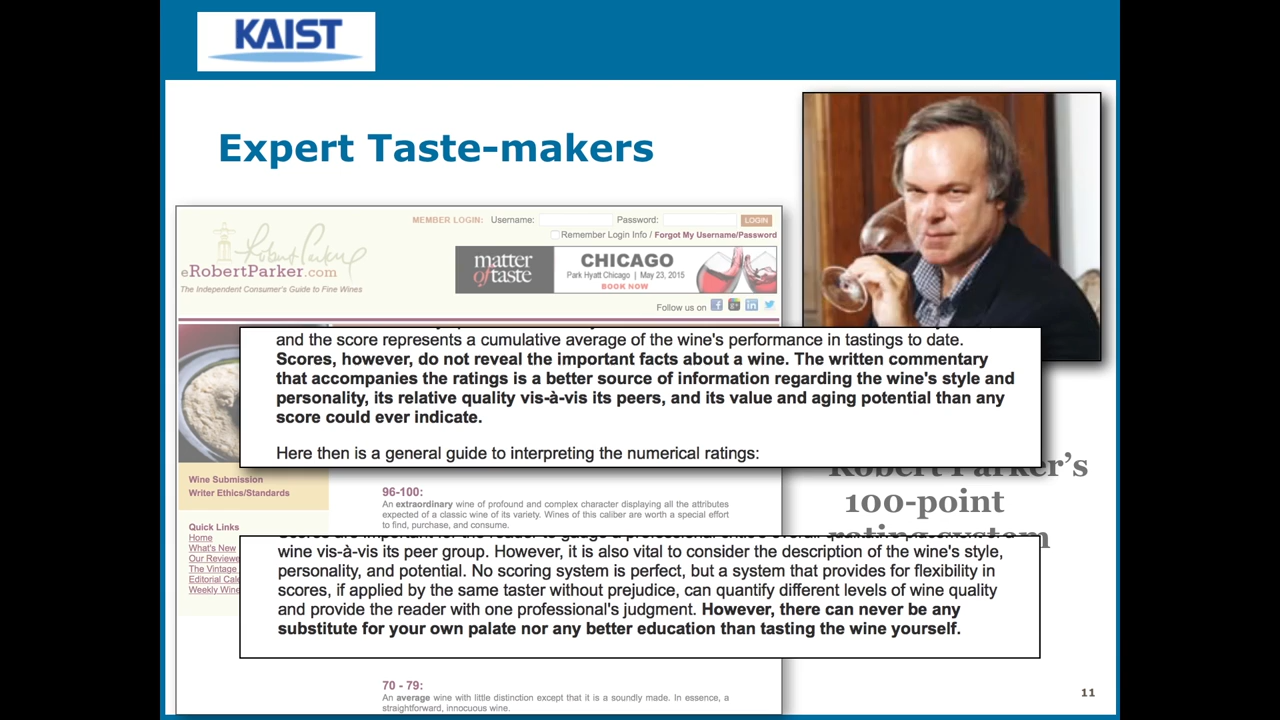 KAIST
Expert Taste-makers
MEMBER LOGIN: Username: Password: LOGIN
Remember Login Info / Forgot My Username/Password
Robert Parker
eRobertParker.com
The Independent Consumer's Guide to Fine Wines
matter
of taste
CHICAGO
Park Hyatt Chicago | May 23, 2015
BOOK NOW
Follow us on
and the score represents a cumulative average of the wine's performance in tastings to date.
Scores, however, do not reveal the important facts about a wine. The written commentary
that accompanies the ratings is a better source of information regarding the wine's style and
personality, its relative quality vis-à-vis its peers, and its value and aging potential than any
score could ever indicate.
Here then is a general guide to interpreting the numerical ratings:
Robert Parker's
100-point
rating system
Wine Submission
Writer Ethics/Standards
Quick Links
Home
What's New
Our Reviewe
The Vintage
Editorial Cale
Weekly Wine
96-100:
An extraordinary wine of profound and complex character displaying all the attributes
expected of a classic wine of its variety. Wines of this caliber are worth a special effort
to find, purchase, and consume.
wine vis-à-vis its peer group. However, it is also vital to consider the description of the wine's style,
personality, and potential. No scoring system is perfect, but a system that provides for flexibility in
scores, if applied by the same taster without prejudice, can quantify different levels of wine quality
and provide the reader with one professional's judgment. However, there can never be any
substitute for your own palate nor any better education than tasting the wine yourself.
70 - 79:
An average wine with little distinction except that it is a soundly made. In essence, a
straightforward, innocuous wine.
11